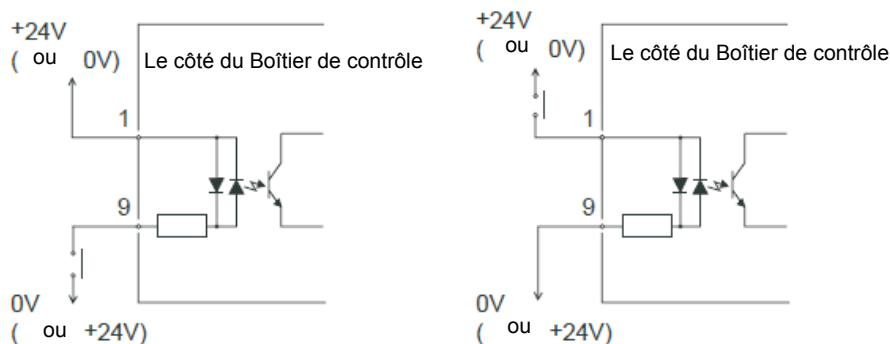 +24V
( ou 0V)
Le côté du Boîtier de contrôle
1
9
0V
( ou +24V)
+24V
( ou 0V)
Le côté du Boîtier de contrôle
1
9
0V
( ou +24V)